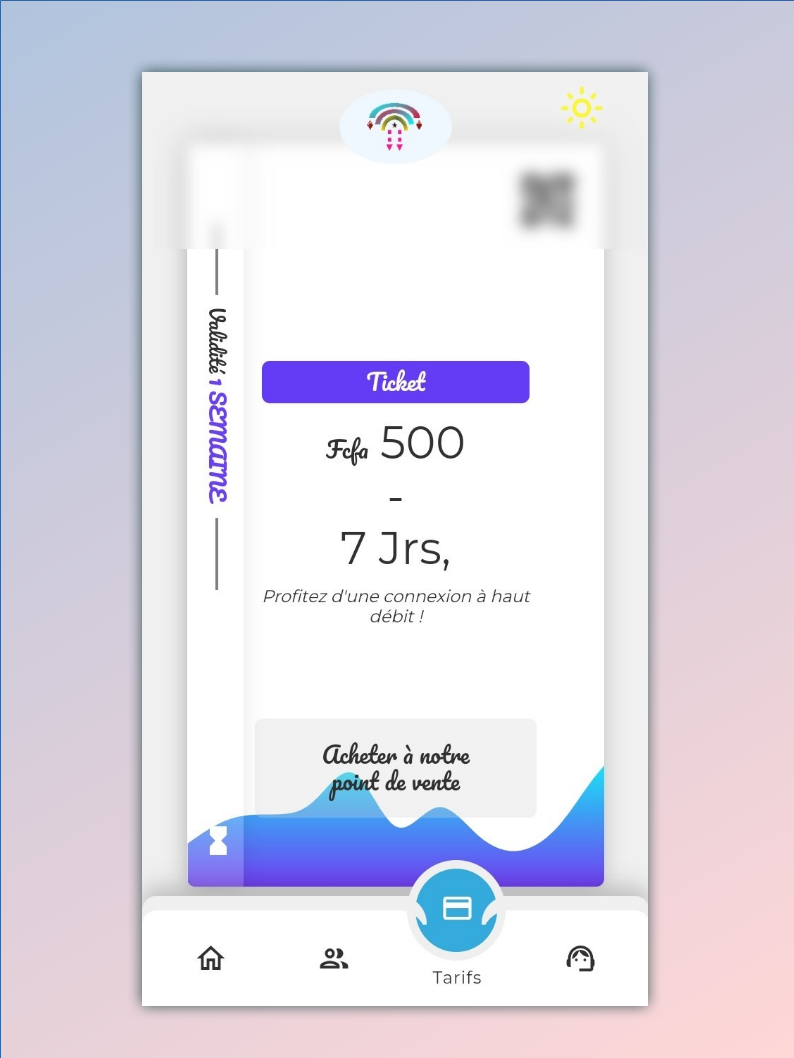 Validité 1 SEMAINE
Ticket
Fcfa 500
-
7 Jrs,
Profitez d'une connexion à haut
débit !
Acheter à notre
point de vente
Tarifs